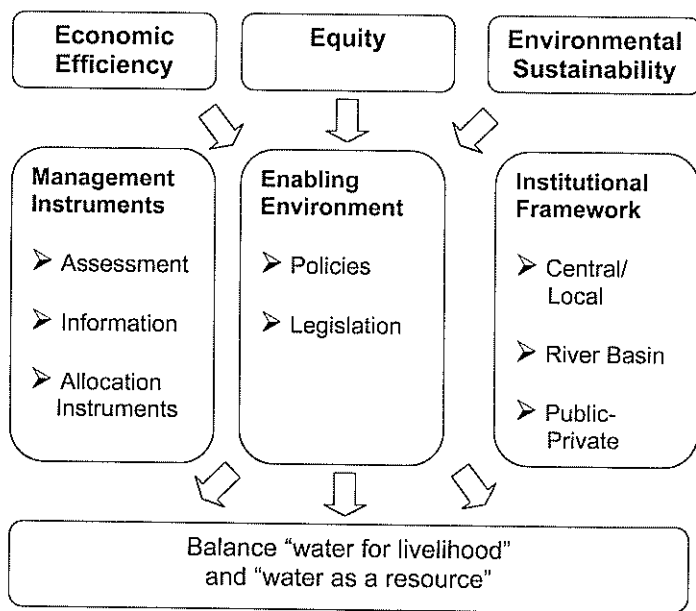 Economic
Efficiency
Equity
Environmental
Sustainability
Management
Instruments
➢ Assessment
➢ Information
➢ Allocation
Instruments
Enabling
Environment
➢ Policies
➢ Legislation
Institutional
Framework
➢ Central/
Local
➢ River Basin
➢ Public-
Private
Balance “water for livelihood”
and “water as a resource”